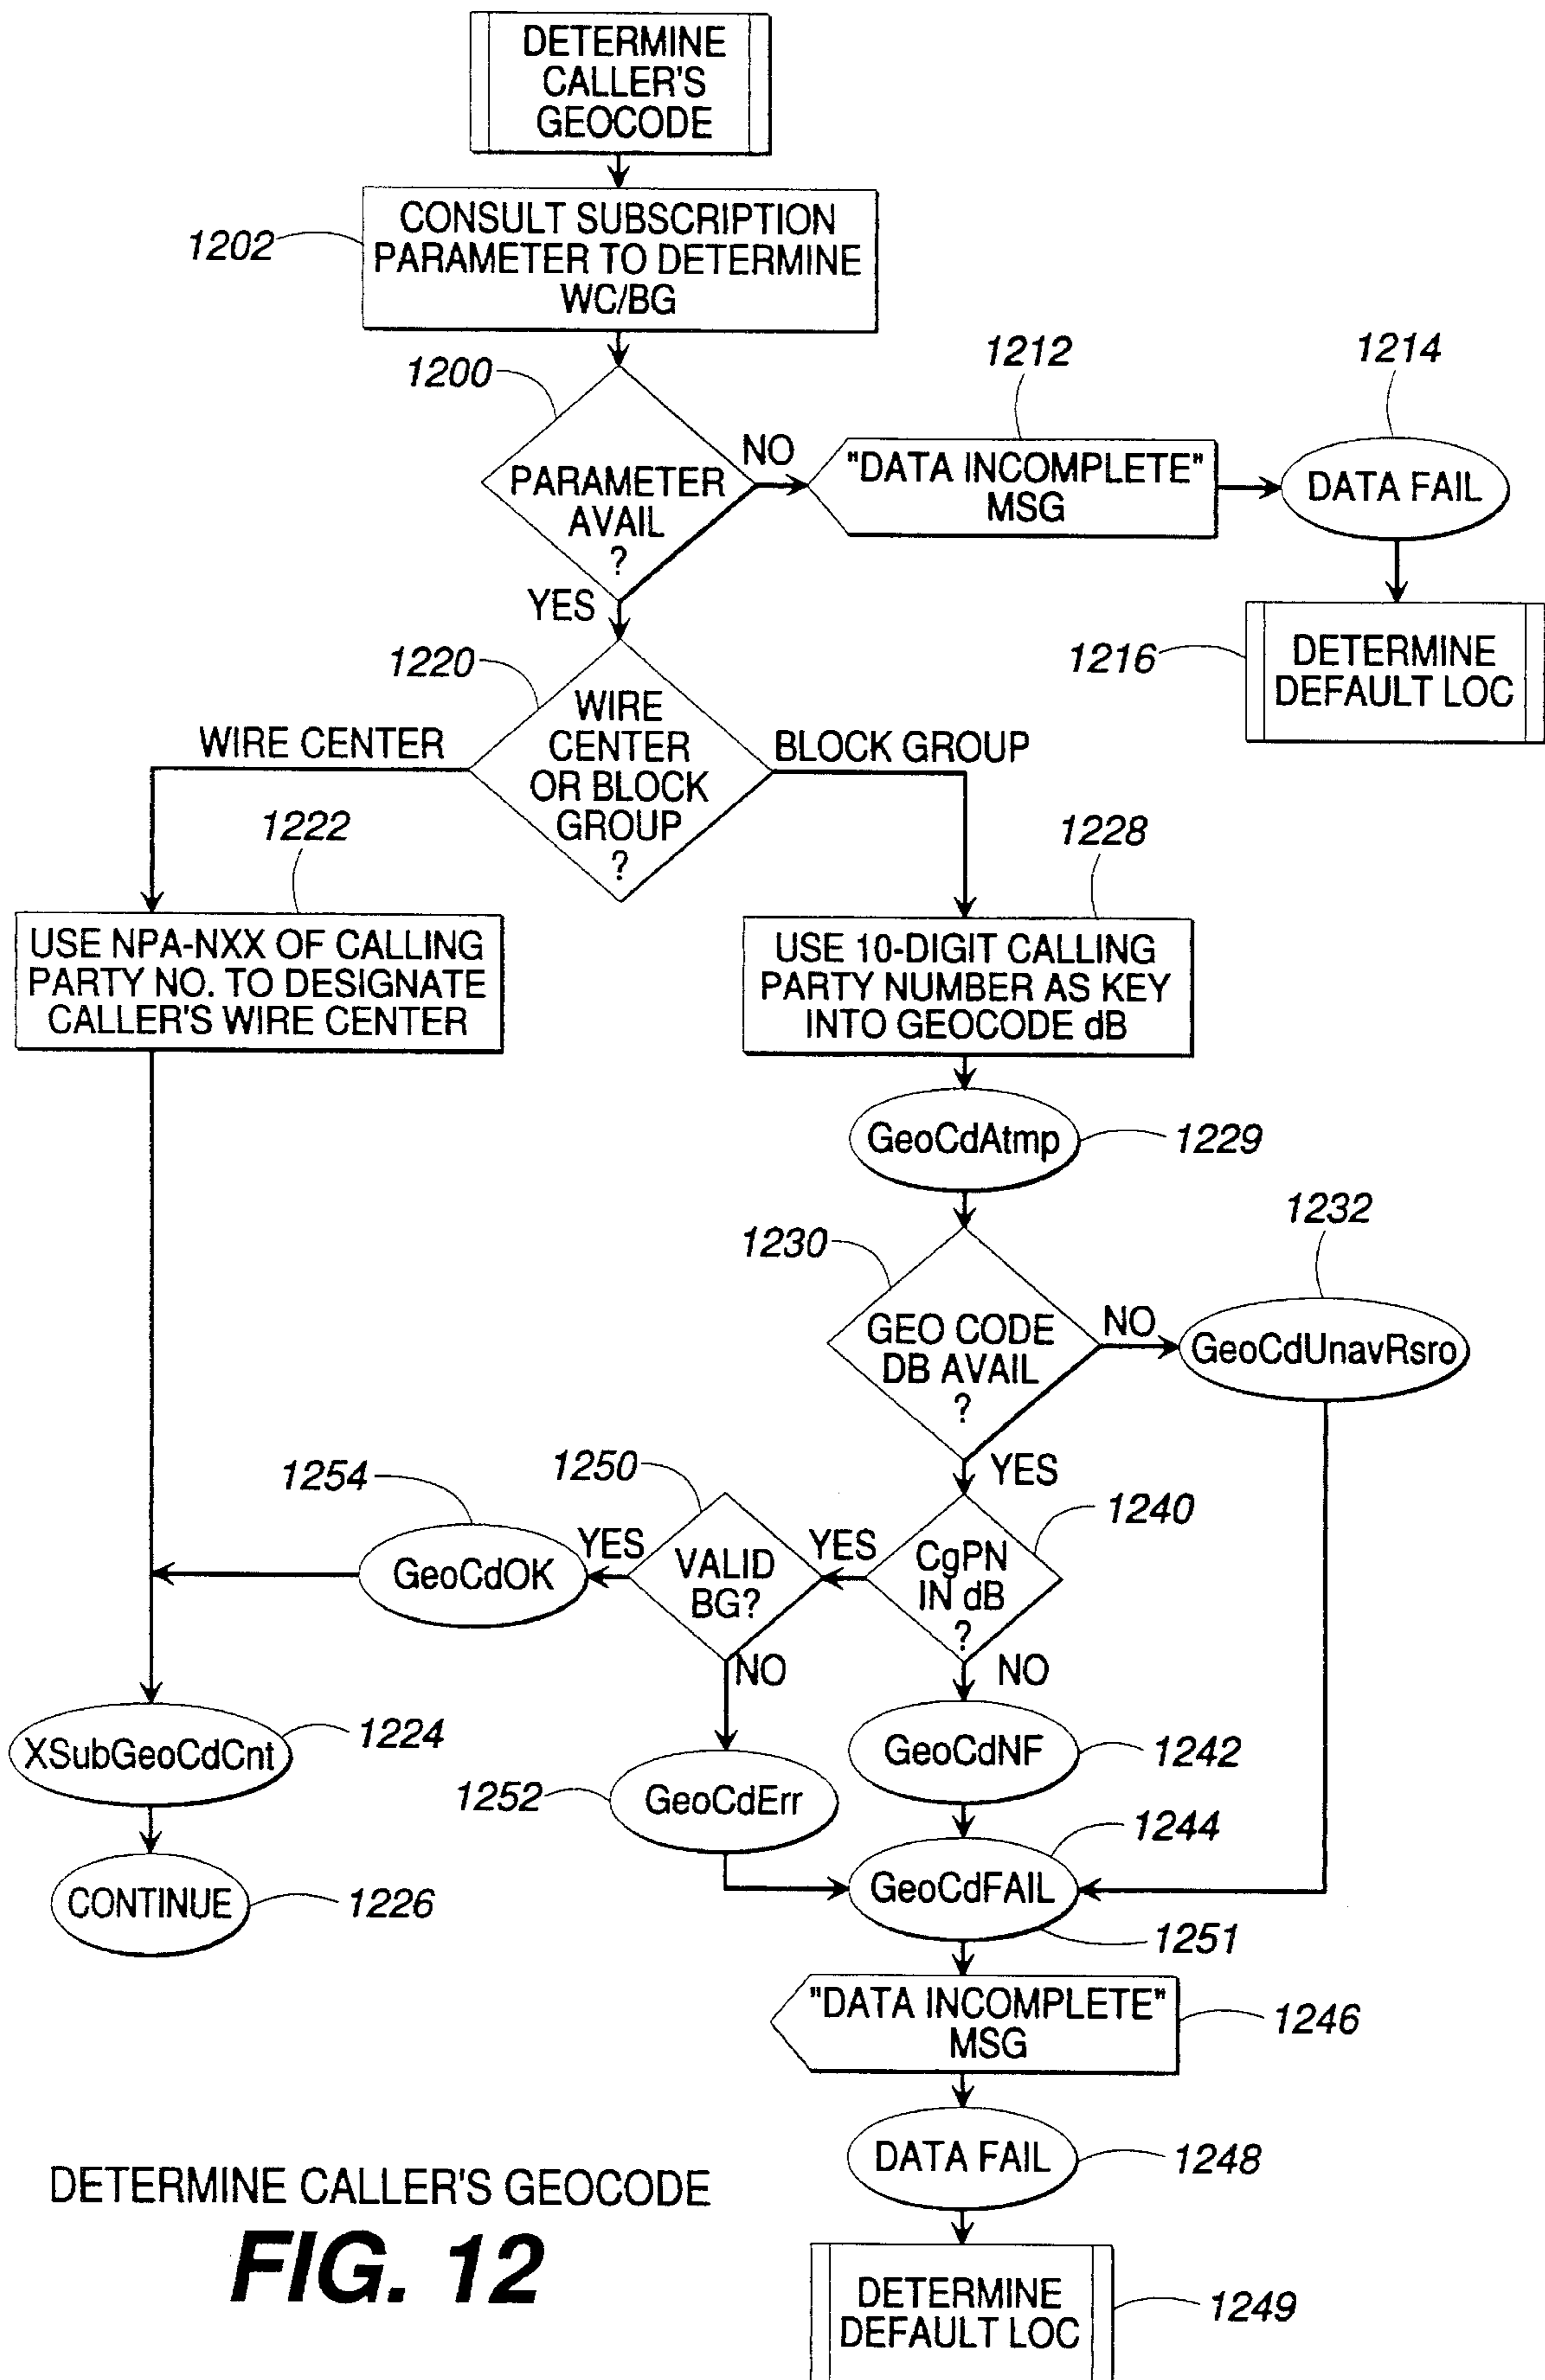 DETERMINE
CALLER'S
GEOCODE
1202
CONSULT SUBSCRIPTION
PARAMETER TO DETERMINE
WC/BG
1200
PARAMETER
AVAIL
?
NO
YES
1212
"DATA INCOMPLETE"
MSG
1214
DATA FAIL
1216
DETERMINE
DEFAULT LOC
1220
WIRE
CENTER
OR BLOCK
GROUP
?
WIRE CENTER
BLOCK GROUP
1222
USE NPA-NXX OF CALLING
PARTY NO. TO DESIGNATE
CALLER'S WIRE CENTER
1228
USE 10-DIGIT CALLING
PARTY NUMBER AS KEY
INTO GEOCODE dB
GeoCdAtmp
1229
1230
GEO CODE
DB AVAIL
?
NO
YES
1232
GeoCdUnavRsro
1240
CgPN
IN dB
?
YES
NO
1250
VALID
BG?
YES
NO
1254
GeoCdOK
XSubGeoCdCnt
1224
CONTINUE
1226
1252
GeoCdErr
GeoCdNF
1242
1244
GeoCdFAIL
1251
"DATA INCOMPLETE"
MSG
1246
DATA FAIL
1248
DETERMINE
DEFAULT LOC
1249
DETERMINE CALLER'S GEOCODE
FIG. 12